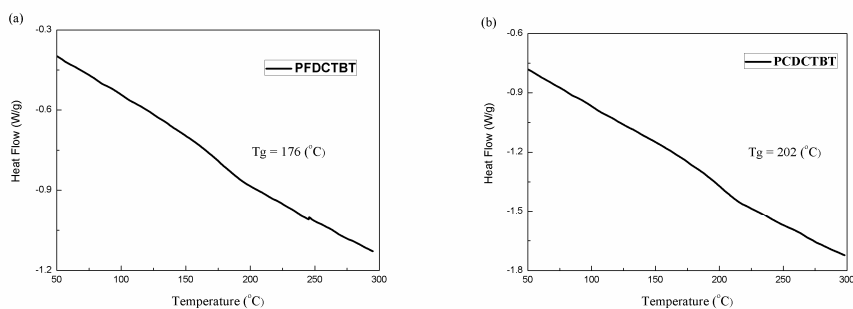 (a)
-0.3
-0.6
-0.9
-1.2
Heat Flow (W/g)
PFDCTBT
Tg = 176 (°C)
50
100
150
200
250
300
Temperature (°C)
(b)
-0.6
-0.9
-1.2
-1.5
-1.8
Heat Flow (W/g)
PCDCTBT
Tg = 202 (°C)
50
100
150
200
250
300
Temperature (°C)